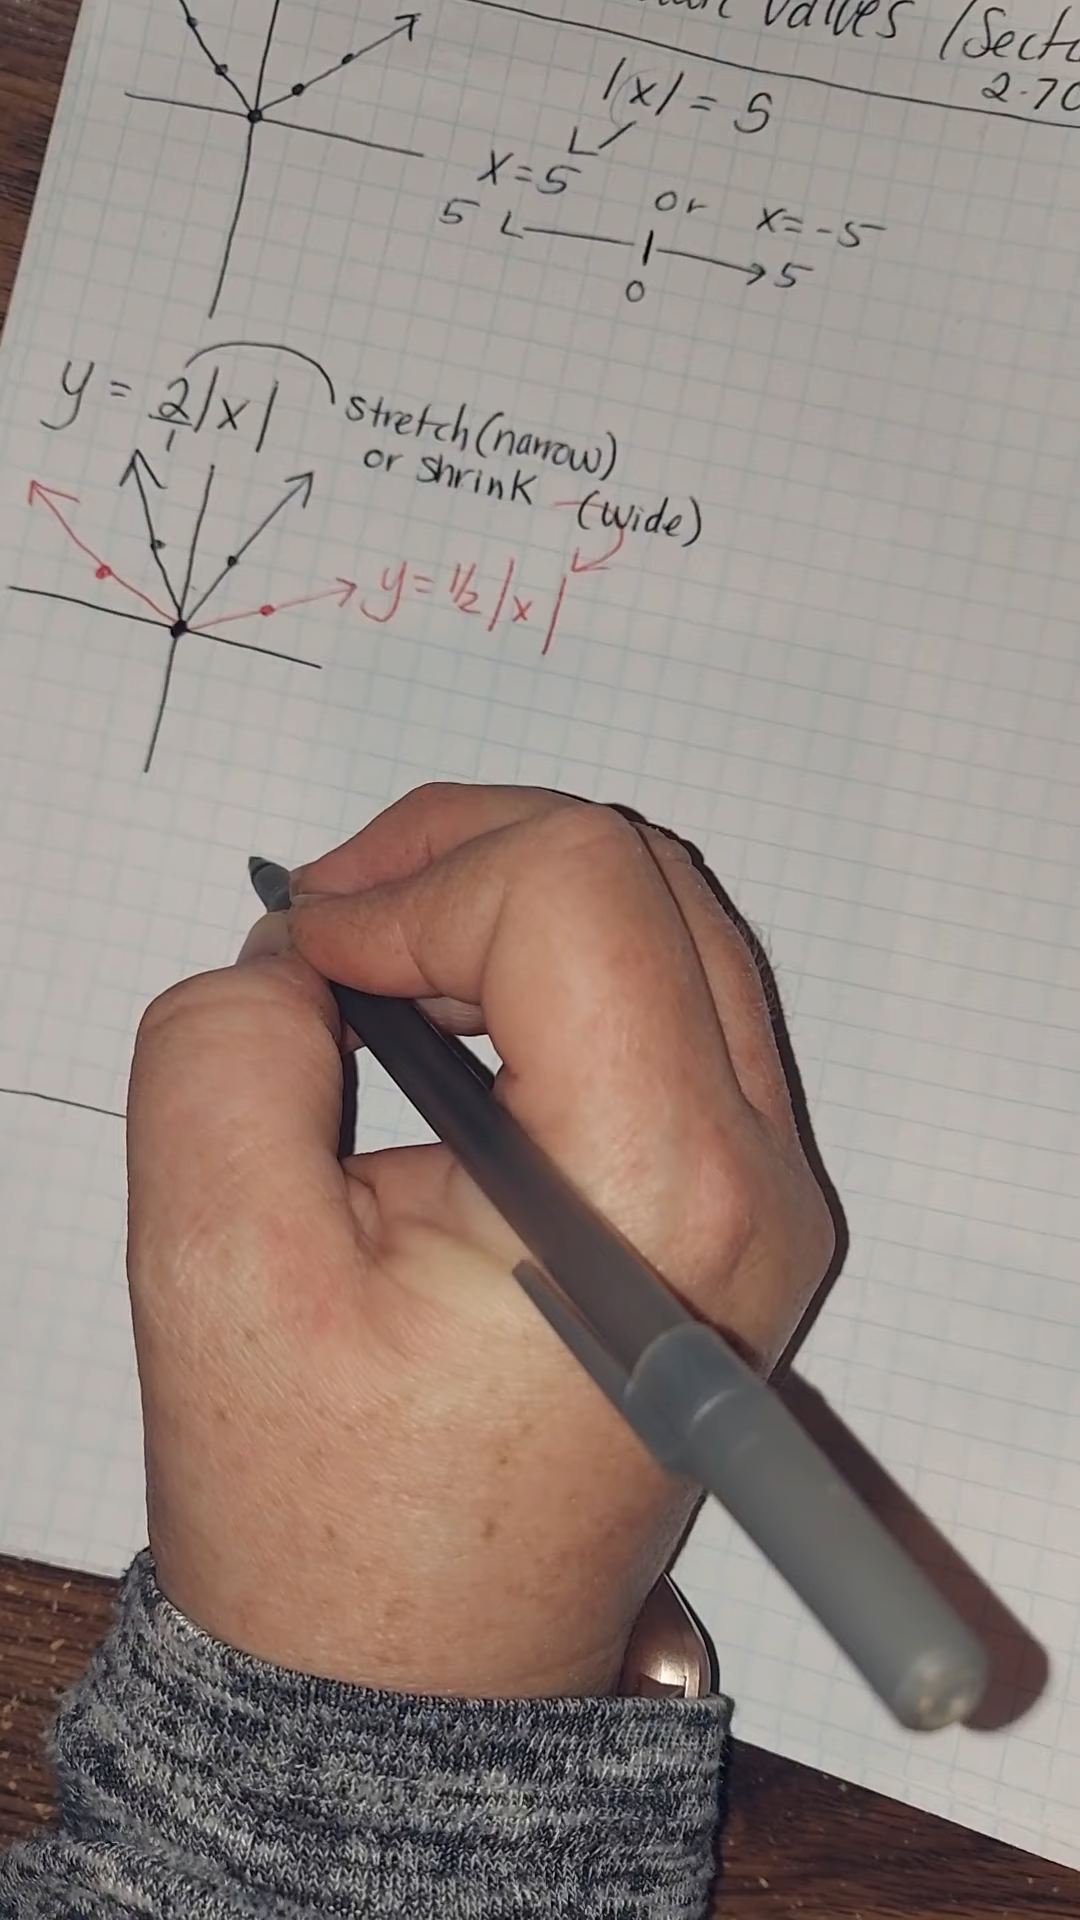 Values (Sect
2.70
|x| = 5
x=5 or x=-5
5 5
0
y = 2|x| stretch(narrow)
1 or shrink (wide)
y= 1/2|x|